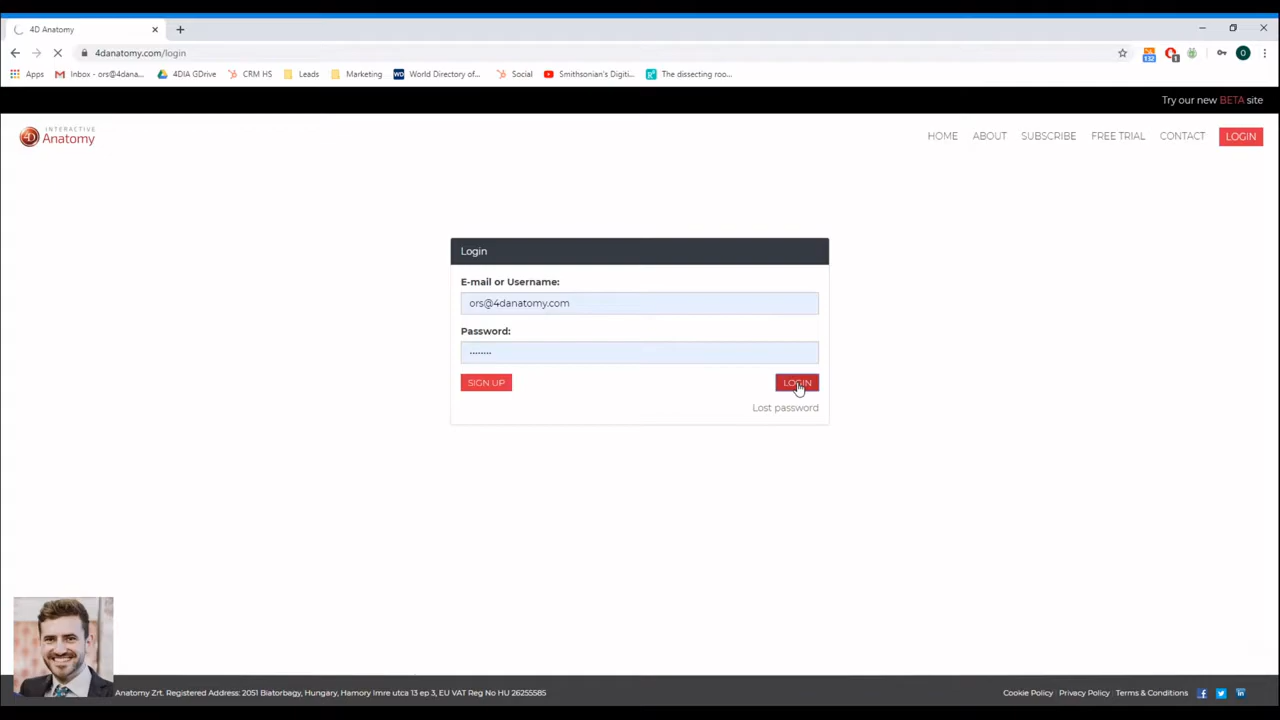 4D Anatomy
4danatomy.com/login
132
1
O
Apps
Inbox - ors@4dana...
4DIA GDrive
CRM HS
Leads
Marketing
WD
World Directory of...
Social
Smithsonian's Digiti...
The dissecting roo...
Try our new BETA site
4D INTERACTIVE
Anatomy
HOME
ABOUT
SUBSCRIBE
FREE TRIAL
CONTACT
LOGIN
Login
E-mail or Username:
ors@4danatomy.com
Password:
········
SIGN UP
LOGIN
Lost password
Anatomy Zrt. Registered Address: 2051 Biatorbagy, Hungary, Hamory Imre utca 13 ep 3, EU VAT Reg No HU 26255585
Cookie Policy
Privacy Policy
Terms & Conditions